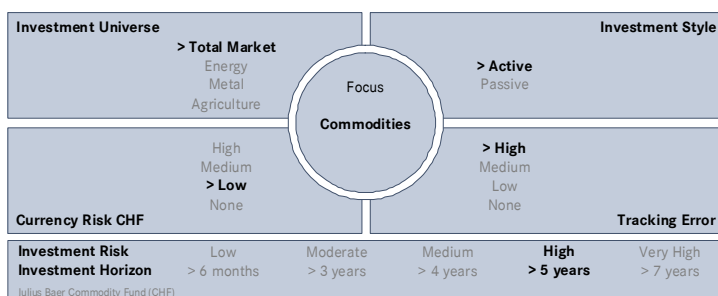 Investment Universe
> Total Market
Energy
Metal
Agriculture
Investment Style
> Active
Passive
Focus
Commodities
High
Medium
> Low
None
Currency Risk CHF
> High
Medium
Low
None
Tracking Error
Investment Risk Low Moderate Medium High Very High
Investment Horizon > 6 months > 3 years > 4 years > 5 years > 7 years
Julius Baer Commodity Fund (CHF)